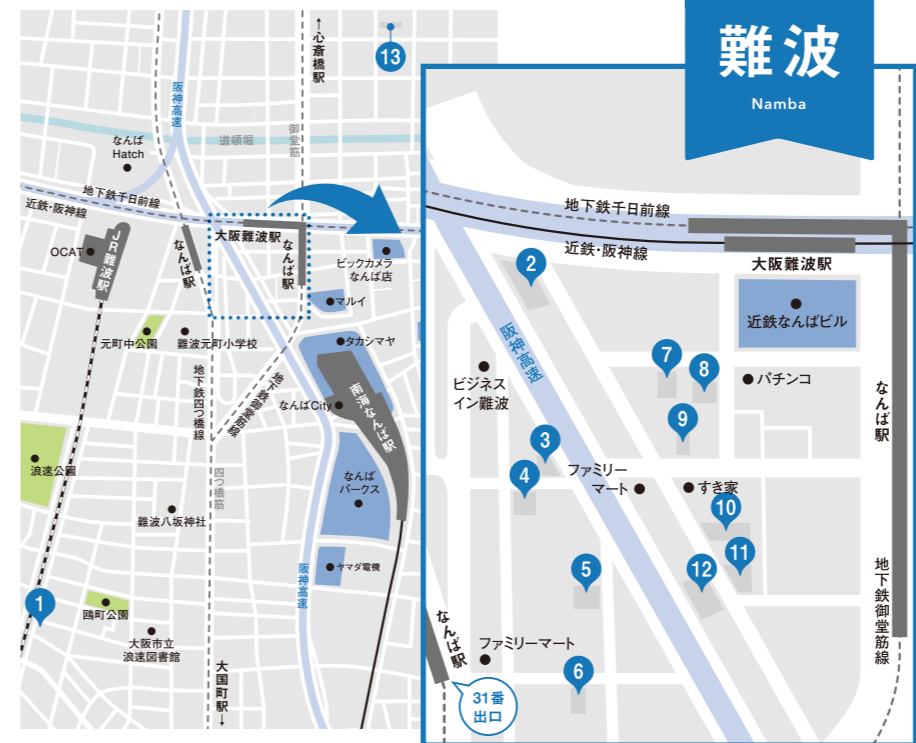 難波
Namba
↑心斎橋駅
13
阪神高速
道頓堀
御堂筋
なんば
Hatch
地下鉄千日前線
近鉄・阪神線
OCAT
JR難波駅
なんば駅
大阪難波駅
なんば駅
ビックカメラ
なんば店
マルイ
元町中公園
難波元町小学校
タカシマヤ
地下鉄四つ橋線
地下鉄御堂筋線
なんばCity
南海なんば駅
浪速公園
四つ橋筋
なんば
パークス
難波八坂神社
ヤマダ電機
阪神高速
1
鴎町公園
大阪市立
浪速図書館
大国町駅↓
地下鉄千日前線
近鉄・阪神線
大阪難波駅
2
近鉄なんばビル
阪神高速
ビジネス
イン難波
7
8
パチンコ
9
なんば駅
3
4
ファミリー
マート
すき家
10
11
12
5
地下鉄御堂筋線
なんば駅
ファミリーマート
6
31番
出口